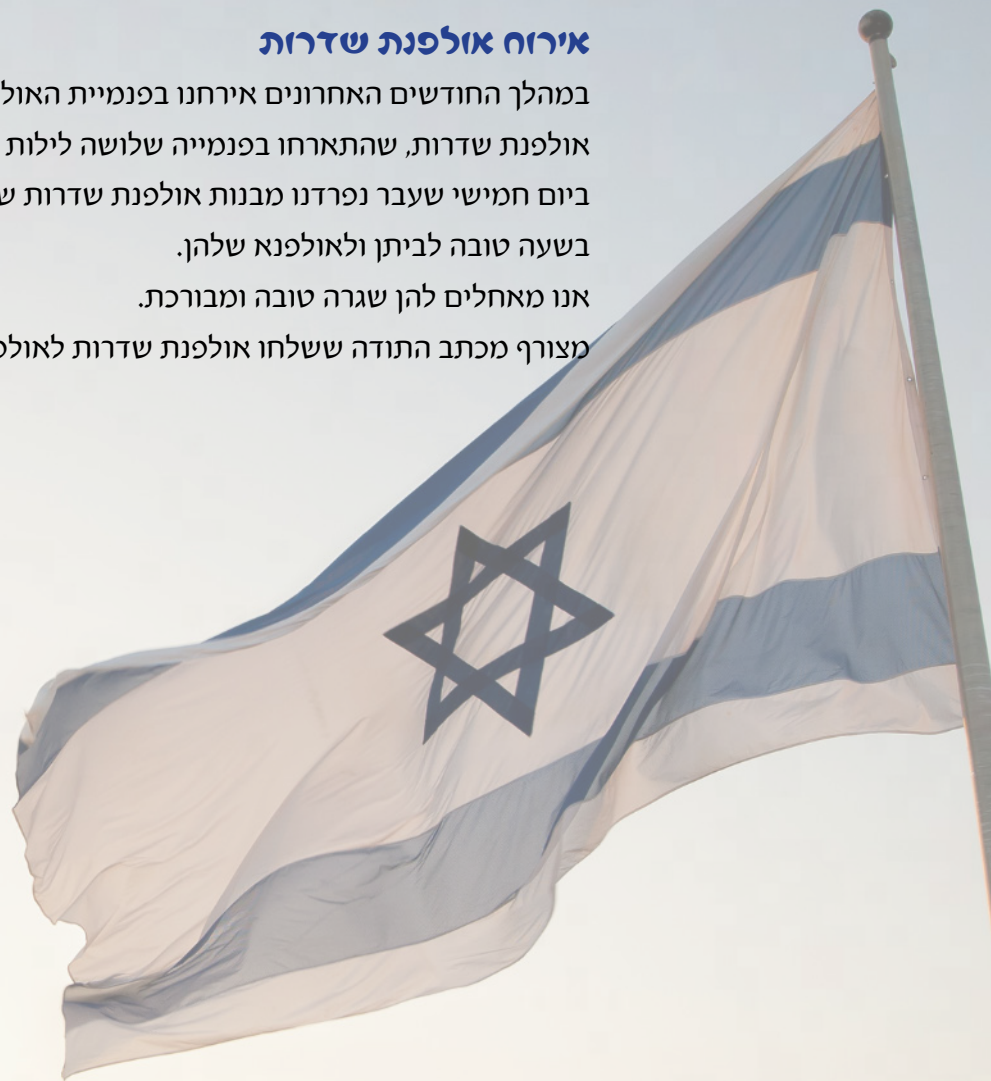 אירוח אולפנת שדרות
במהלך החודשים האחרונים אירחנו בפנמיית האול
אולפנת שדרות, שהתארחו בפנמייה שלושה לילות
ביום חמישי שעבר נפרדנו מבנות אולפנת שדרות ש
בשעה טובה לביתן ולאולפנא שלהן.
אנו מאחלים להן שגרה טובה ומבורכת.
מצורף מכתב התודה ששלחו אולפנת שדרות לאולפ